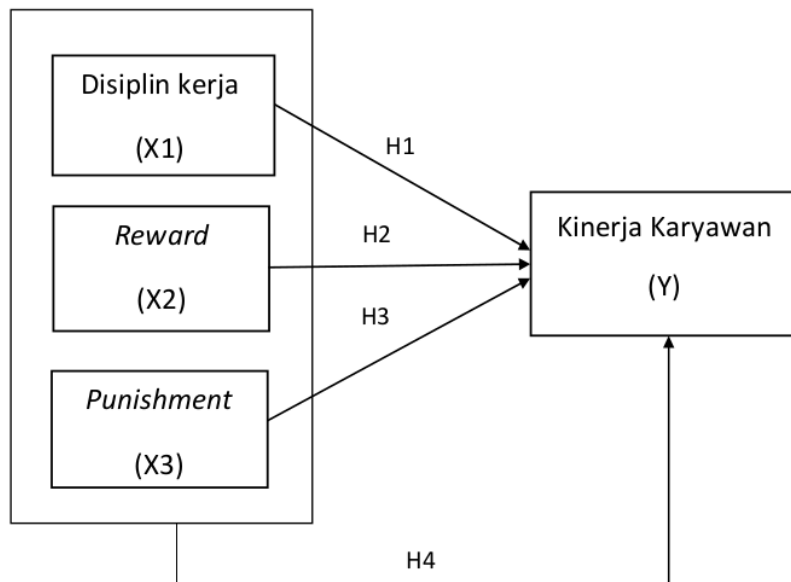 Disiplin kerja
(X1)
H1
Reward
(X2)
H2
Kinerja Karyawan
(Y)
H3
Punishment
(X3)
H4